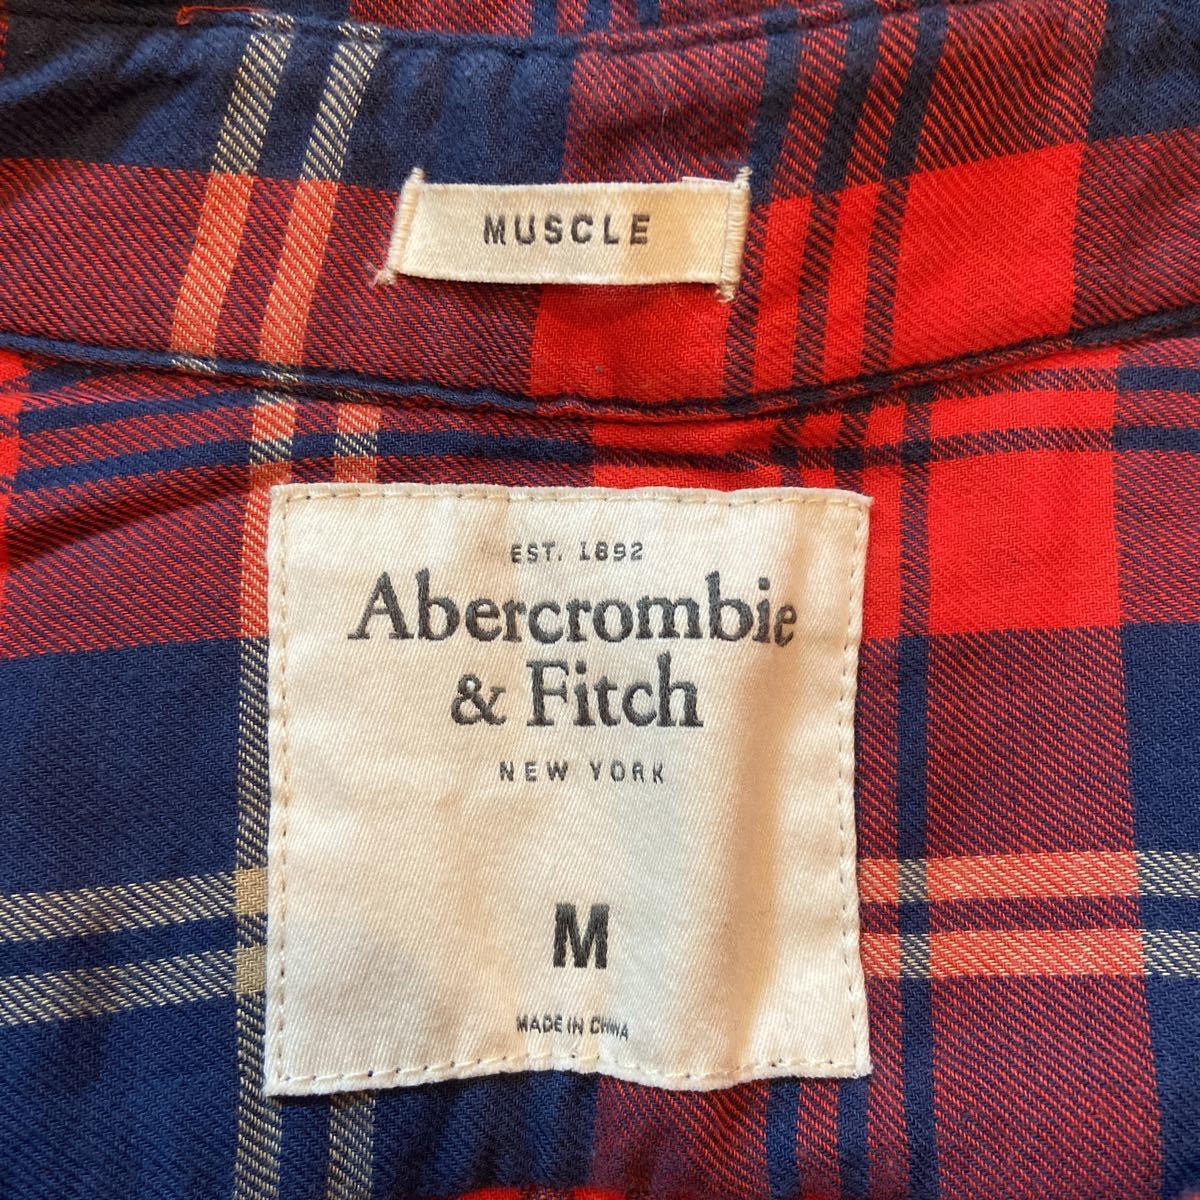 MUSCLE
EST. 1892
Abercrombie
& Fitch
NEW YORK
M
MADE IN CHINA